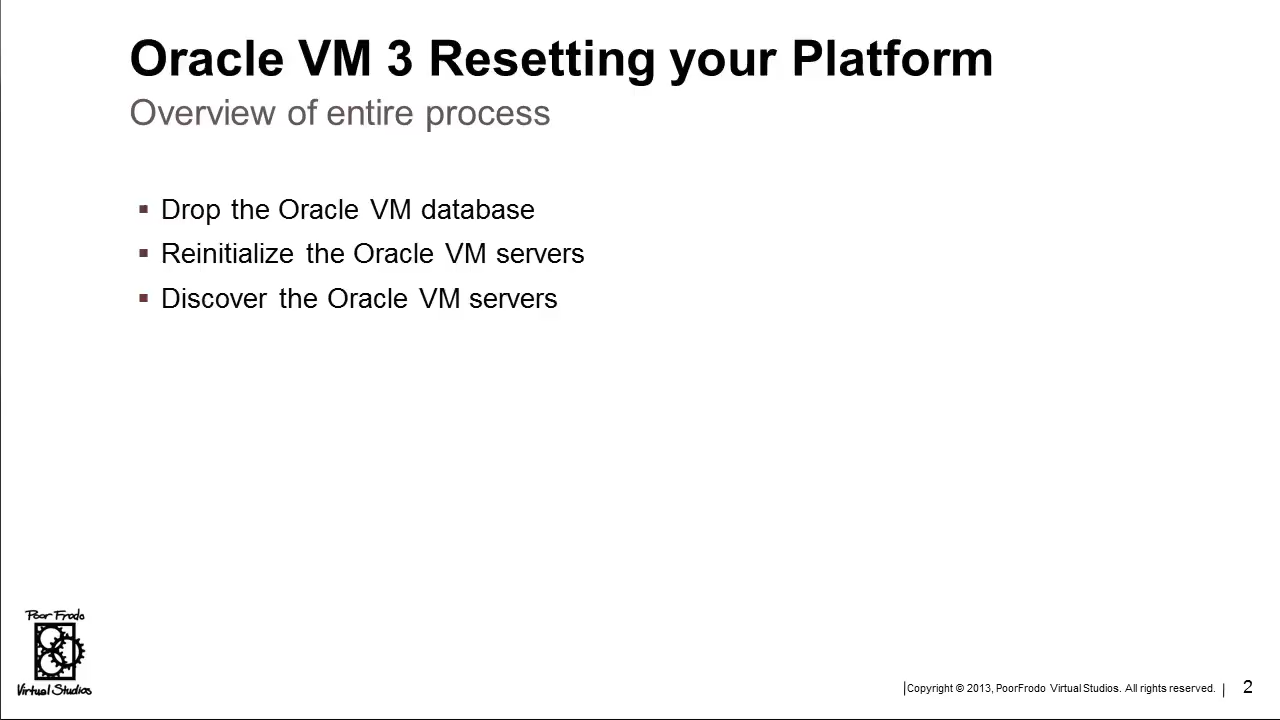 Oracle VM 3 Resetting your Platform
Overview of entire process
▪ Drop the Oracle VM database
▪ Reinitialize the Oracle VM servers
▪ Discover the Oracle VM servers
Poor Frodo
Virtual Studios
|Copyright © 2013, PoorFrodo Virtual Studios. All rights reserved. | 2